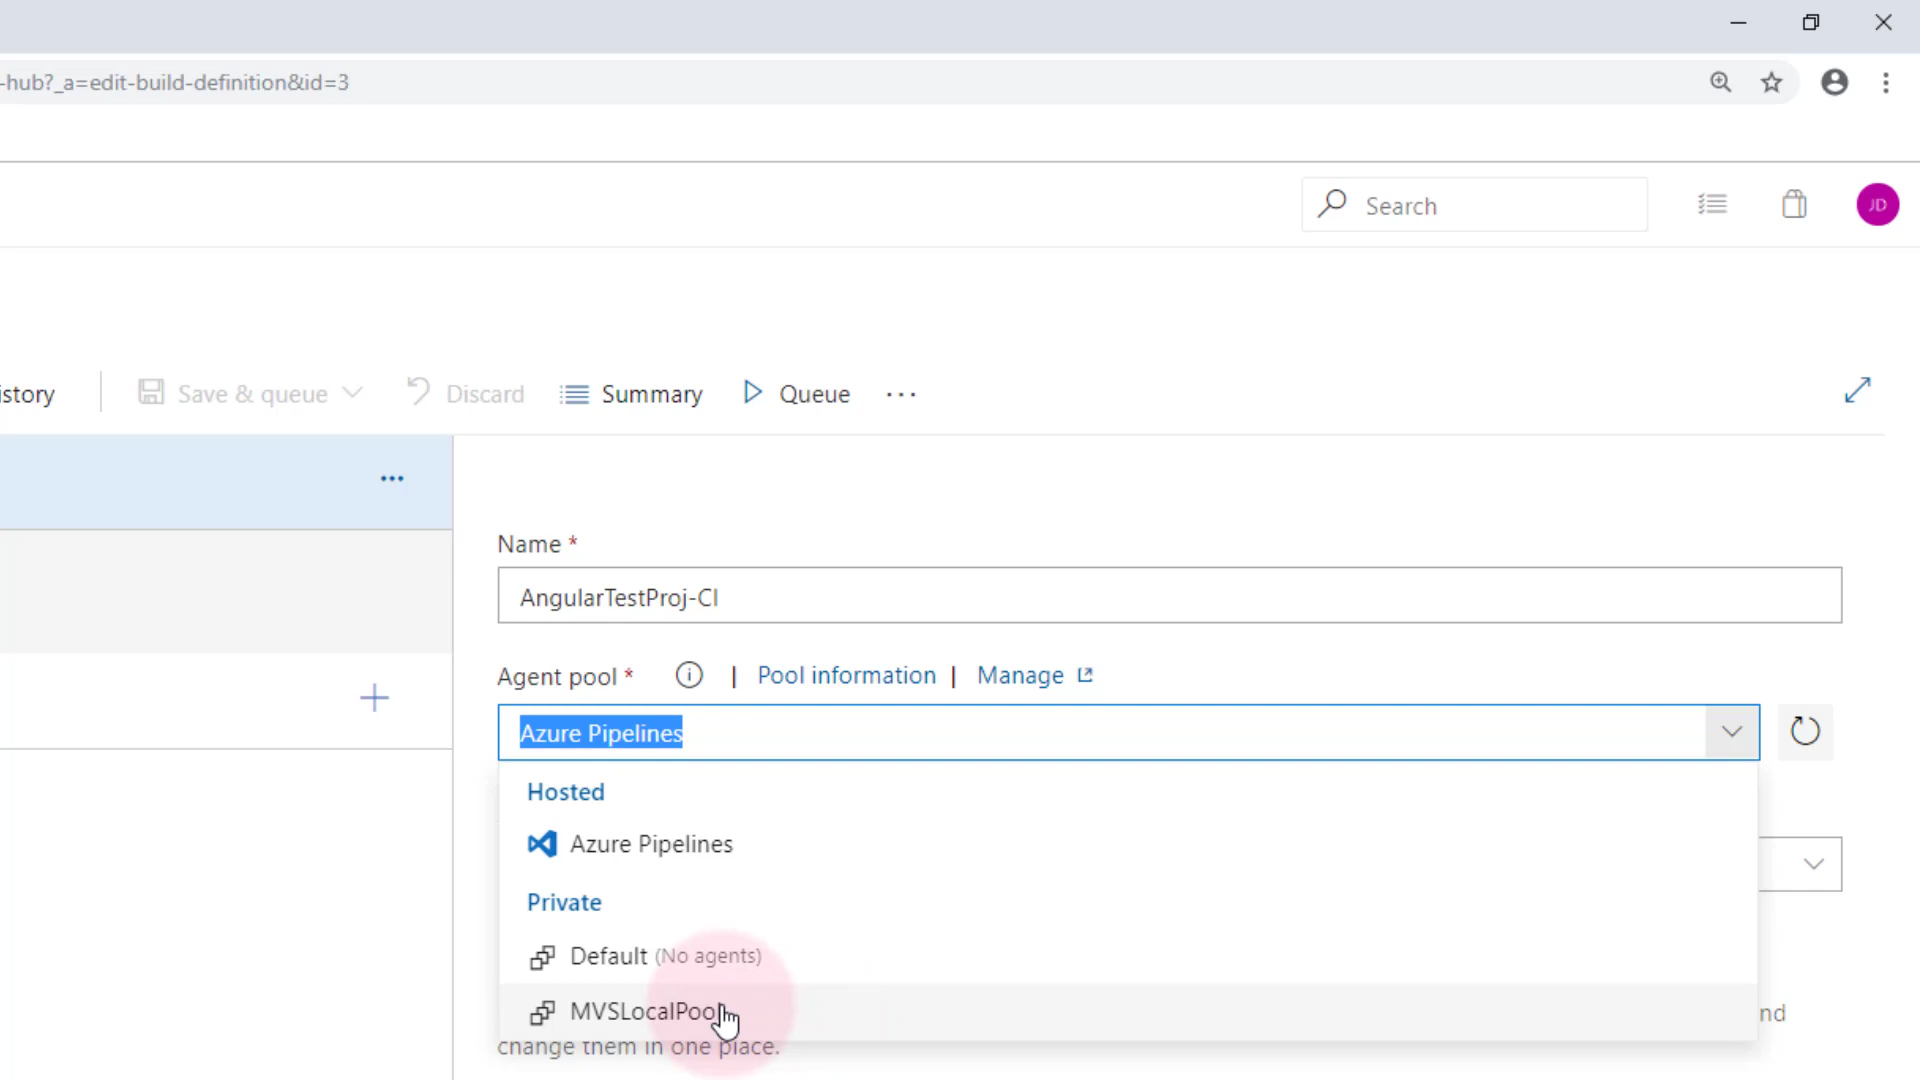 -hub?_a=edit-build-definition&id=3
Search
JD
istory
Save & queue
Discard
Summary
Queue
...
Name *
AngularTestProj-CI
Agent pool *
| Pool information | Manage
Azure Pipelines
Hosted
Azure Pipelines
Private
Default (No agents)
MVSLocalPool
nd
change them in one place.